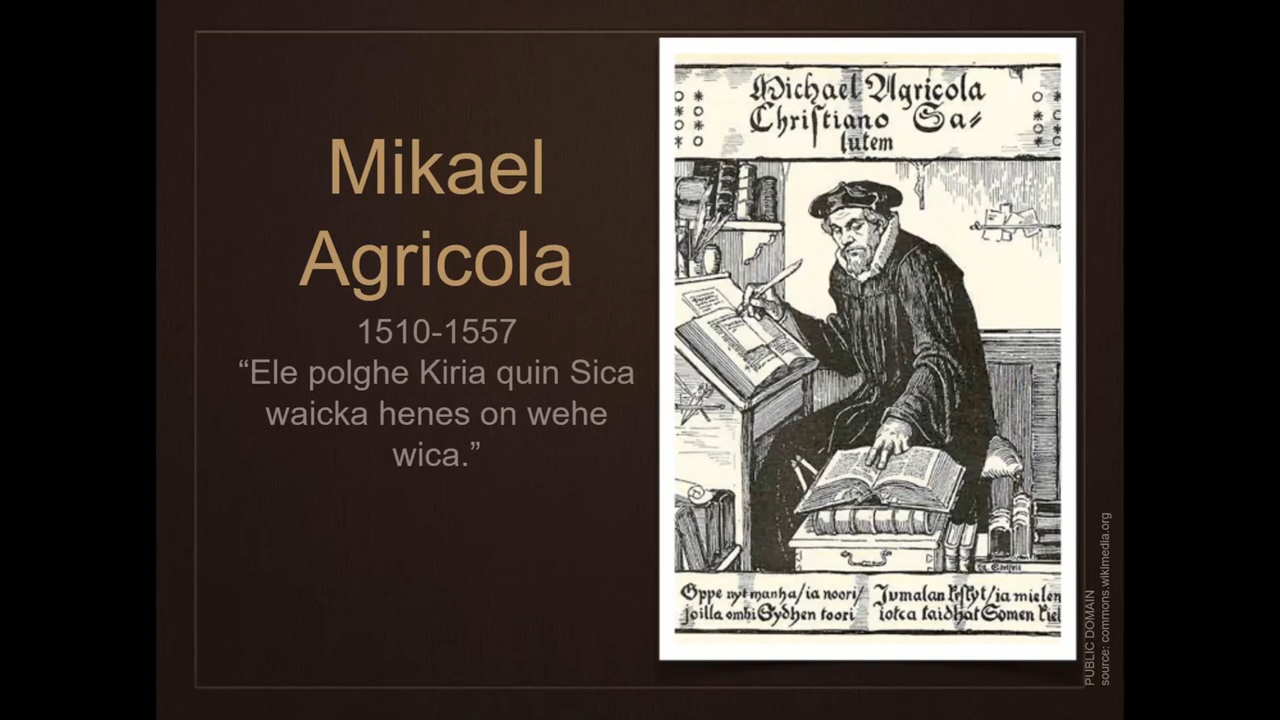 Mikael
Agricola
1510-1557
“Ele polghe Kiria quin Sica
waicka henes on wehe
wica.”
Michael Agricola
Chriſtiano Sa⸗
lutem
Oppe nyt manha/ia noori/
joilla ombi Sydhen toori
Jumalan keſkyt/ia mielen
iotca taidhat Somen kiel
PUBLIC DOMAIN
source: commons.wikimedia.org